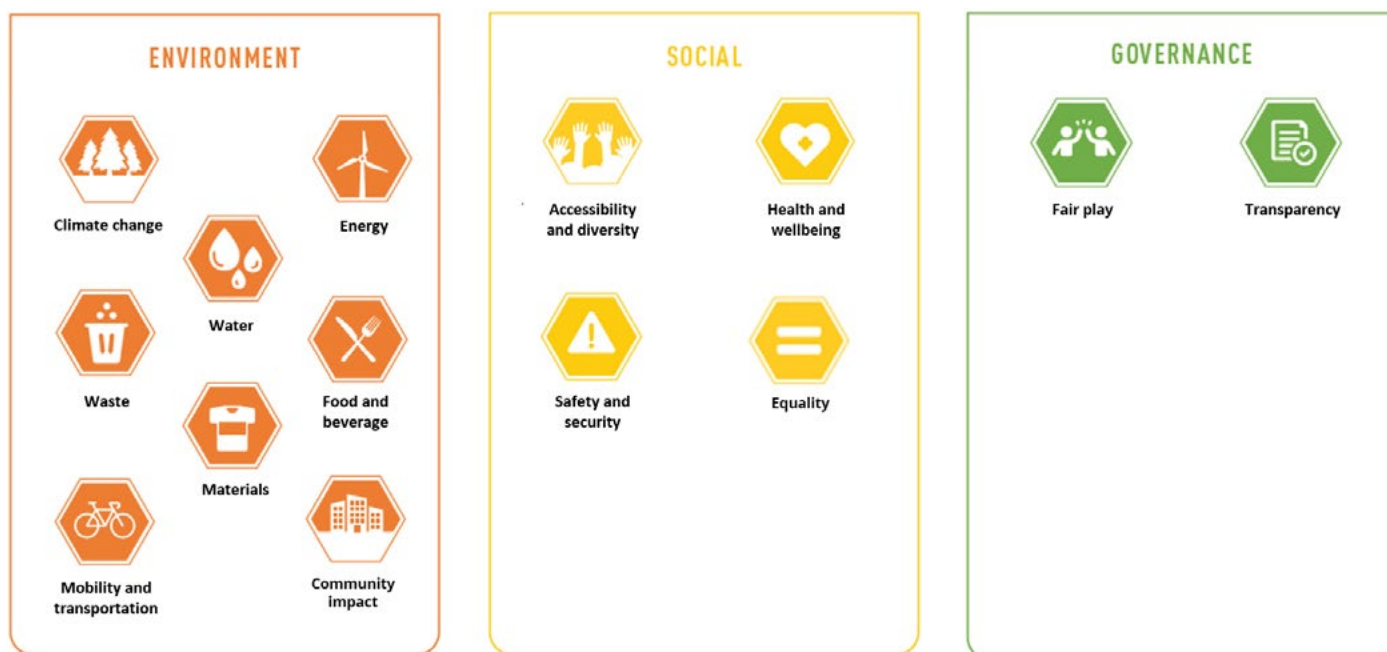 ENVIRONMENT
Climate change
Energy
Water
Waste
Food and
beverage
Materials
Mobility and
transportation
Community
impact
SOCIAL
Accessibility
and diversity
Health and
wellbeing
Safety and
security
Equality
GOVERNANCE
Fair play
Transparency